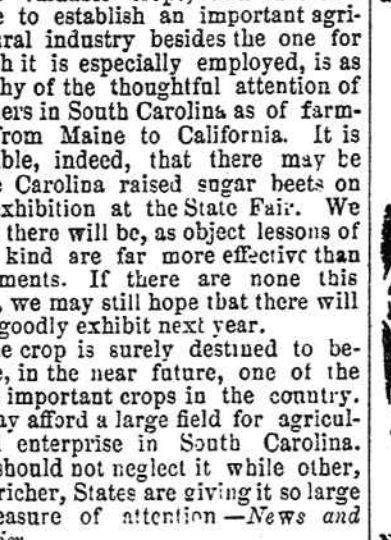 e to establish an important agri-
ural industry besides the one for
h it is especially employed, is as
hy of the thoughtful attention of
ers in South Carolina as of farm-
from Maine to California. It is
ble, indeed, that there may be
e Carolina raised sugar beets on
exhibition at the State Fair. We
there will be, as object lessons of
kind are far more effective than
ments. If there are none this
, we may still hope that there will
goodly exhibit next year.
e crop is surely destined to be-
e, in the near future, one of the
important crops in the country.
ay afford a large field for agricul-
enterprise in South Carolina.
should not neglect it while other,
richer, States are giving it so large
easure of attention —News and